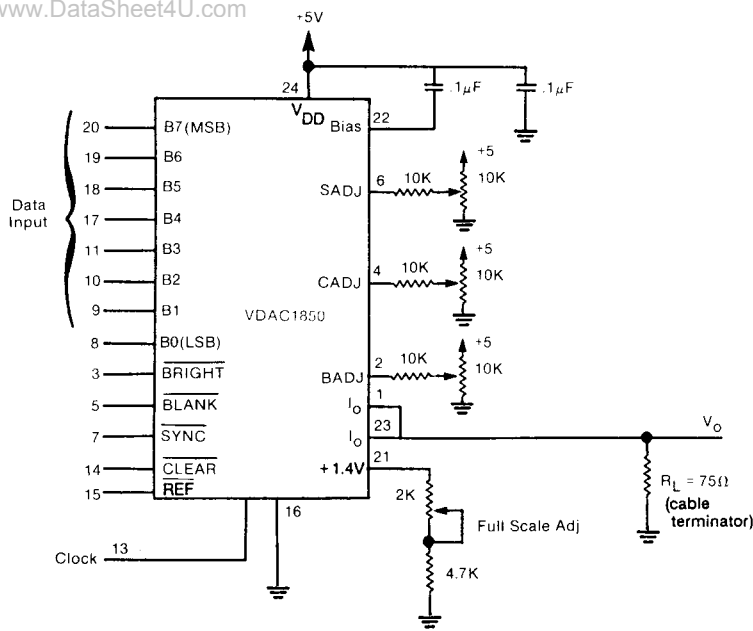 www.DataSheet4U.com
+5V
24
VDD
.1μF
.1μF
Bias
22
Data
Input
20
B7(MSB)
19
B6
18
B5
17
B4
11
B3
10
B2
9
B1
8
B0(LSB)
3
BRIGHT
5
BLANK
7
SYNC
14
CLEAR
15
REF
VDAC1850
SADJ
6
10K
+5
10K
CADJ
4
10K
+5
10K
BADJ
2
10K
+5
10K
IO
1
IO
23
VO
+1.4V
21
2K
Full Scale Adj
4.7K
RL = 75Ω
(cable
terminator)
Clock
13
16